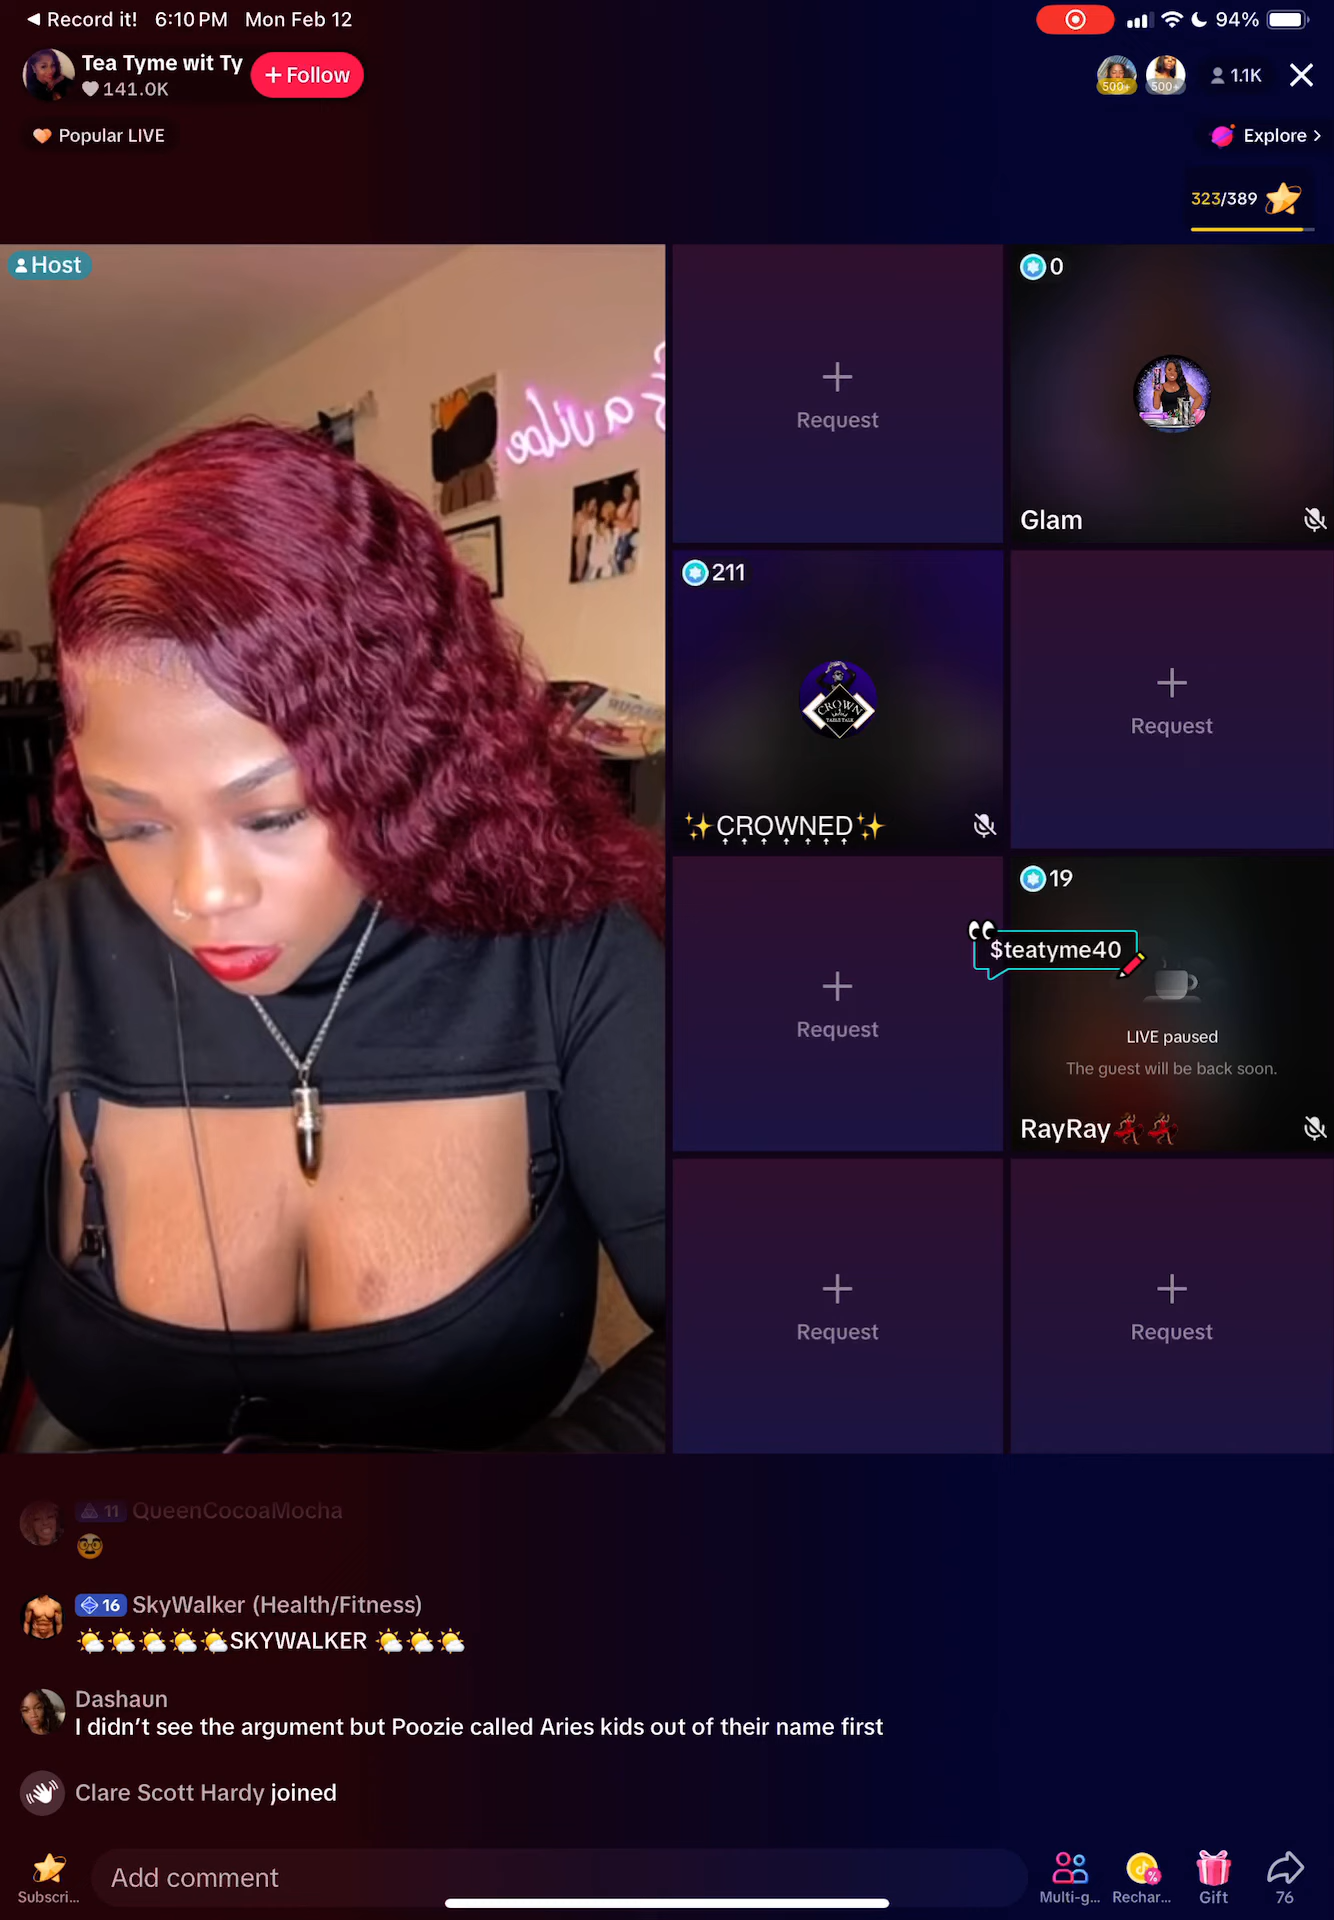 Record it! 6:10 PM Mon Feb 12
94%
Tea Tyme wit Ty
141.0K
+ Follow
500+
500+
1.1K
Popular LIVE
Explore >
323/389
Host
a vibe
Request
0
Glam
211
CROWN
TABLE TALK
✨CROWNED✨
Request
Request
19
$teatyme40
LIVE paused
The guest will be back soon.
RayRay💃💃
Request
Request
11 QueenCocoaMocha
🥸
16 SkyWalker (Health/Fitness)
🌤️🌤️🌤️🌤️🌤️SKYWALKER 🌤️🌤️🌤️
Dashaun
I didn’t see the argument but Poozie called Aries kids out of their name first
Clare Scott Hardy joined
Subscri...
Add comment
Multi-g...
Rechar...
Gift
76